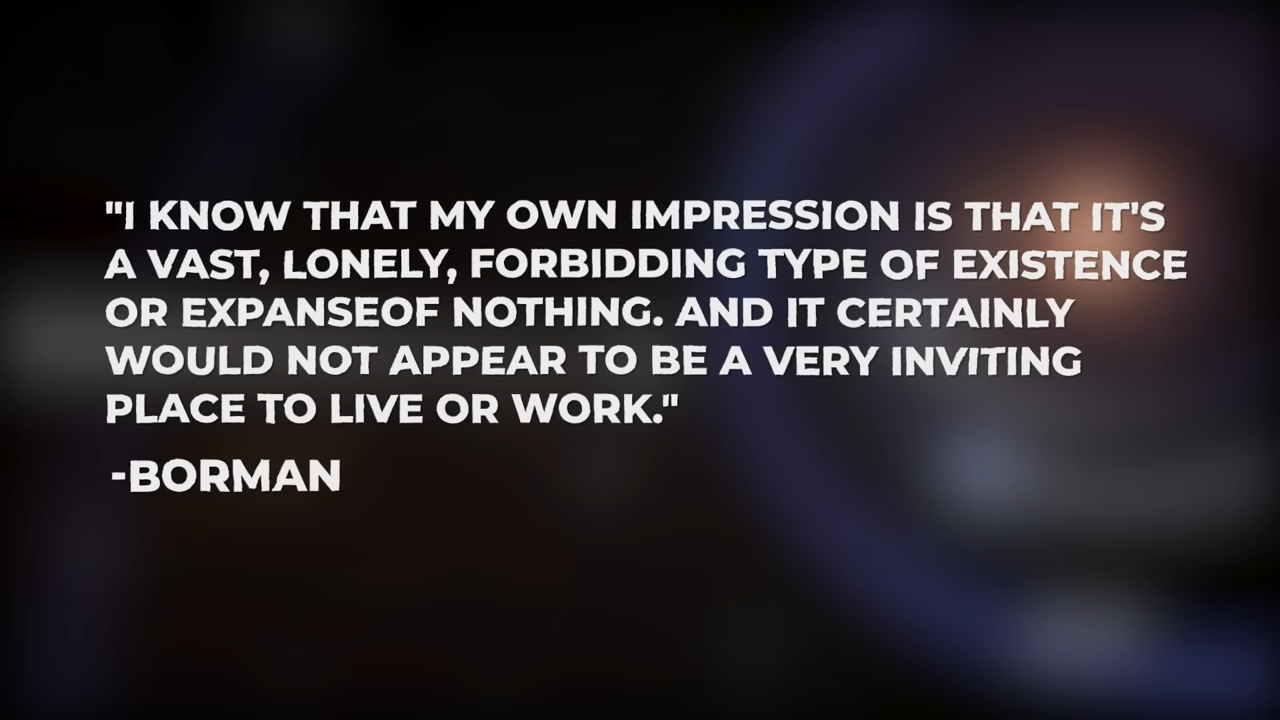 "I KNOW THAT MY OWN IMPRESSION IS THAT IT'S
A VAST, LONELY, FORBIDDING TYPE OF EXISTENCE
OR EXPANSEOF NOTHING. AND IT CERTAINLY
WOULD NOT APPEAR TO BE A VERY INVITING
PLACE TO LIVE OR WORK."
-BORMAN